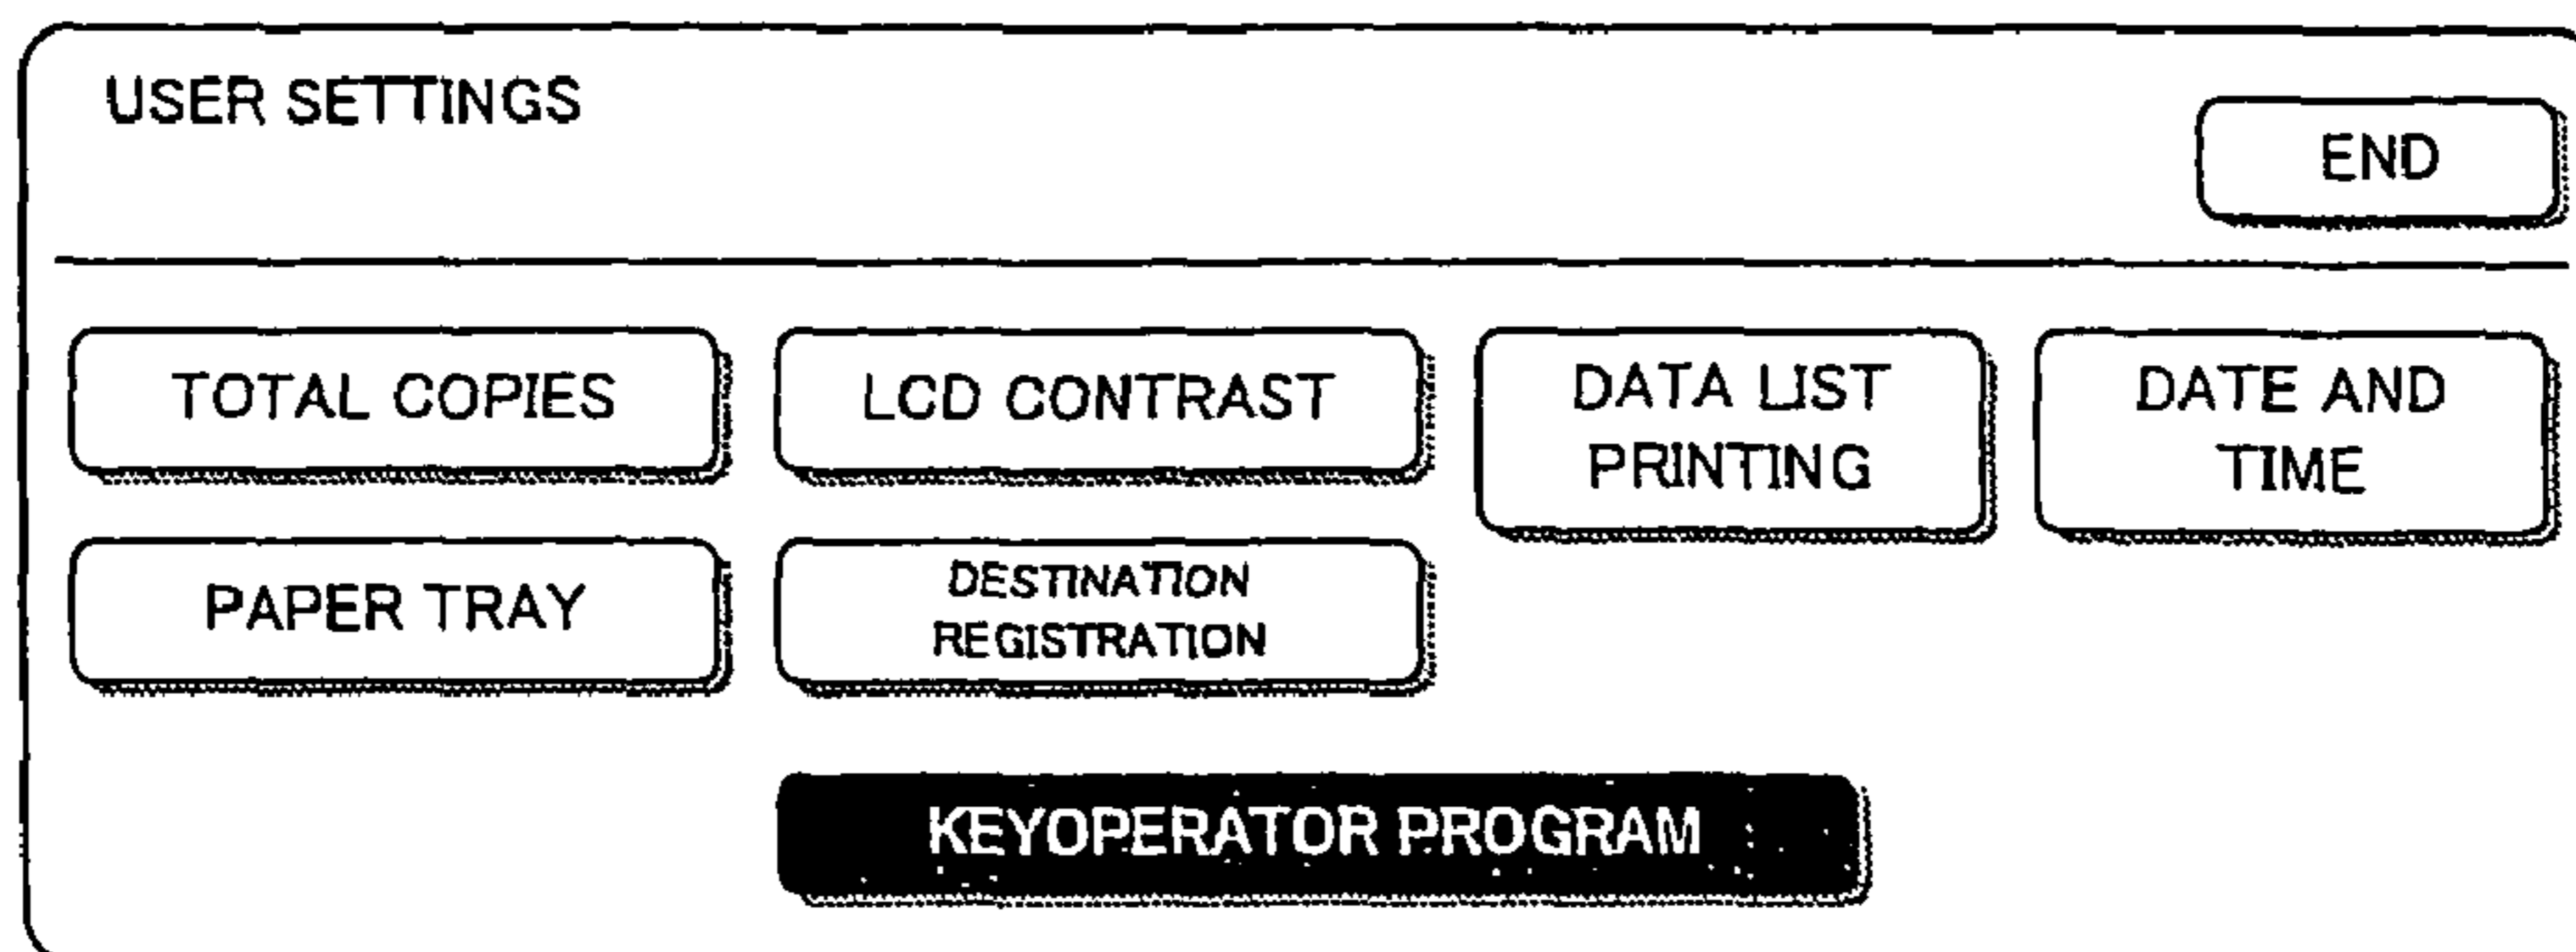 USER SETTINGS
END
TOTAL COPIES
LCD CONTRAST
DATA LIST
PRINTING
DATE AND
TIME
PAPER TRAY
DESTINATION
REGISTRATION
KEYOPERATOR PROGRAM